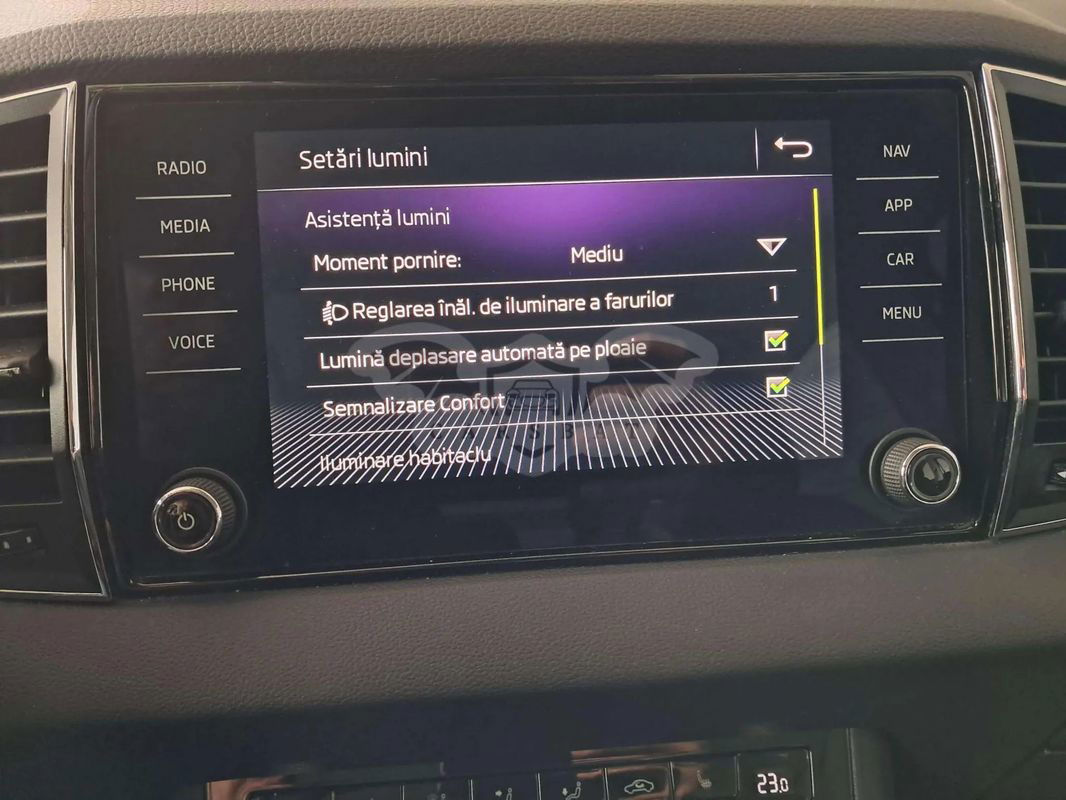 RADIO
MEDIA
PHONE
VOICE
Setări lumini
Asistență lumini
Moment pornire: Mediu
Reglarea înăl. de iluminare a farurilor 1
Lumină deplasare automată pe ploaie
Semnalizare Confort
Iluminare habitaclu
NAV
APP
CAR
MENU
23.0